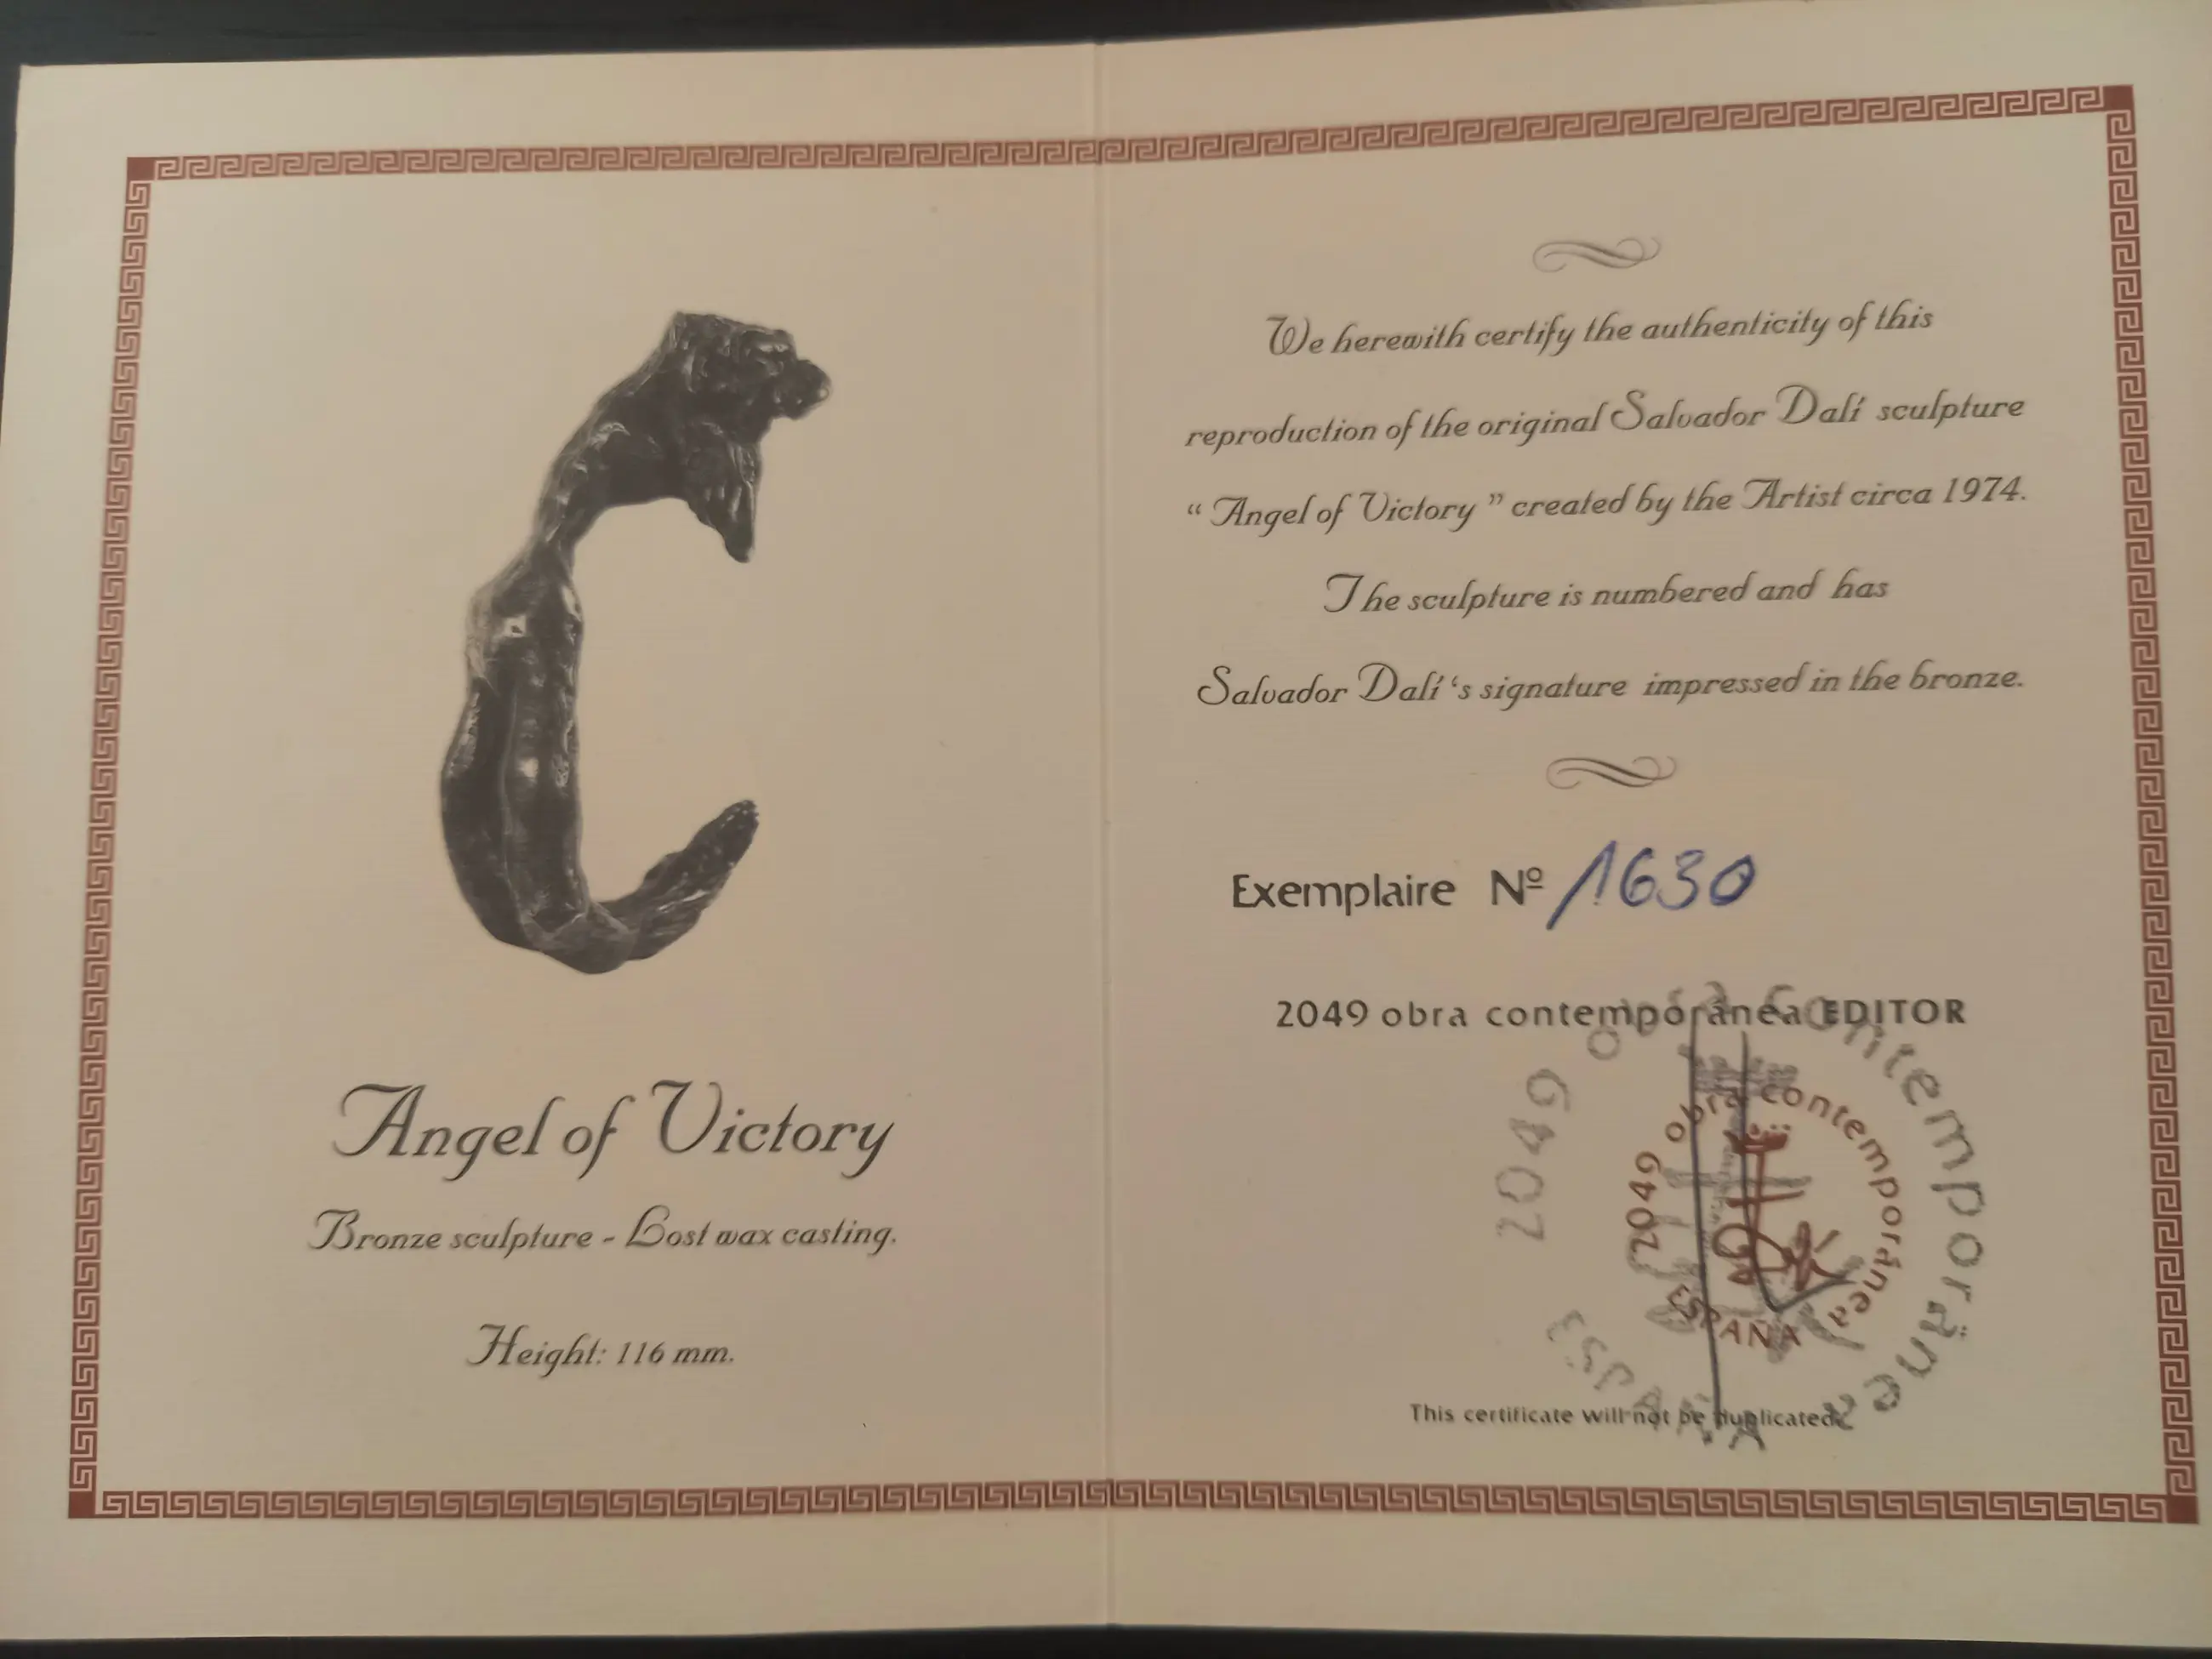 Angel of Victory
Bronze sculpture - Lost wax casting.
Height: 116 mm.
We herewith certify the authenticity of this
reproduction of the original Salvador Dalí sculpture
“ Angel of Victory ” created by the Artist circa 1974.
The sculpture is numbered and has
Salvador Dalí ‘s signature impressed in the bronze.
Exemplaire Nº 1630
2049 obra contemporánea EDITOR
2049 obra contemporánea
ESPAÑA
2049 obra contemporánea
ESPAÑA
This certificate will not be duplicated.